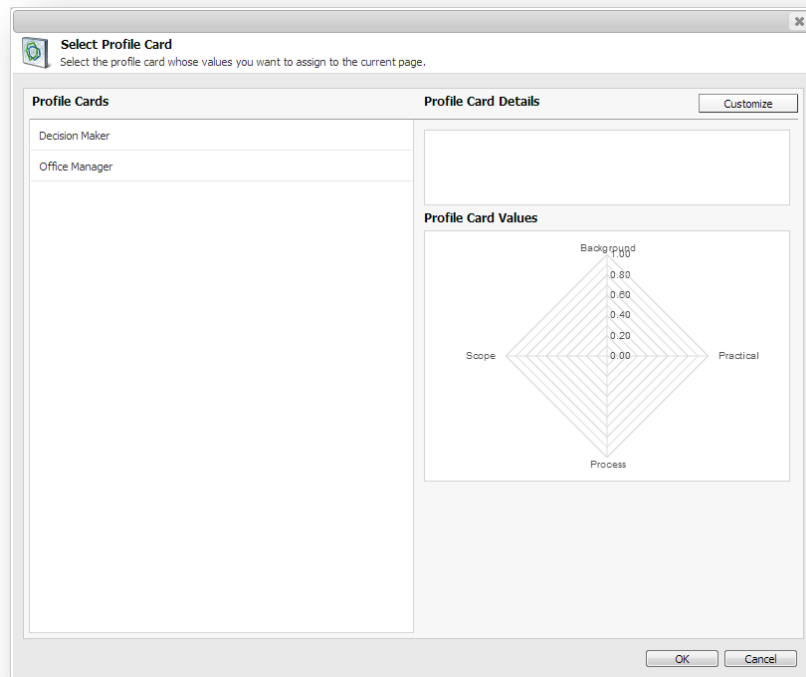 Select Profile Card
Select the profile card whose values you want to assign to the current page.
Profile Cards
Decision Maker
Office Manager
Profile Card Details
Customize
Profile Card Values
Background
1.00
0.80
0.60
0.40
0.20
0.00
Scope
Practical
Process
OK
Cancel